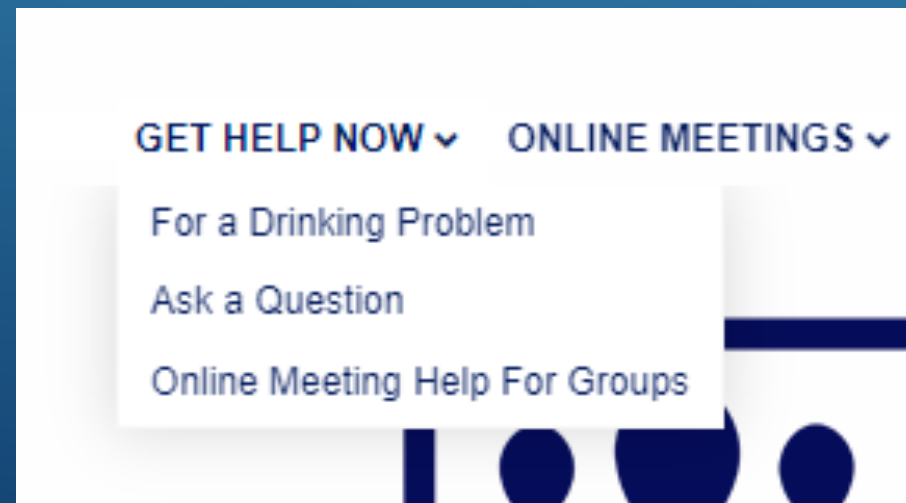 GET HELP NOW ONLINE MEETINGS
For a Drinking Problem
Ask a Question
Online Meeting Help For Groups